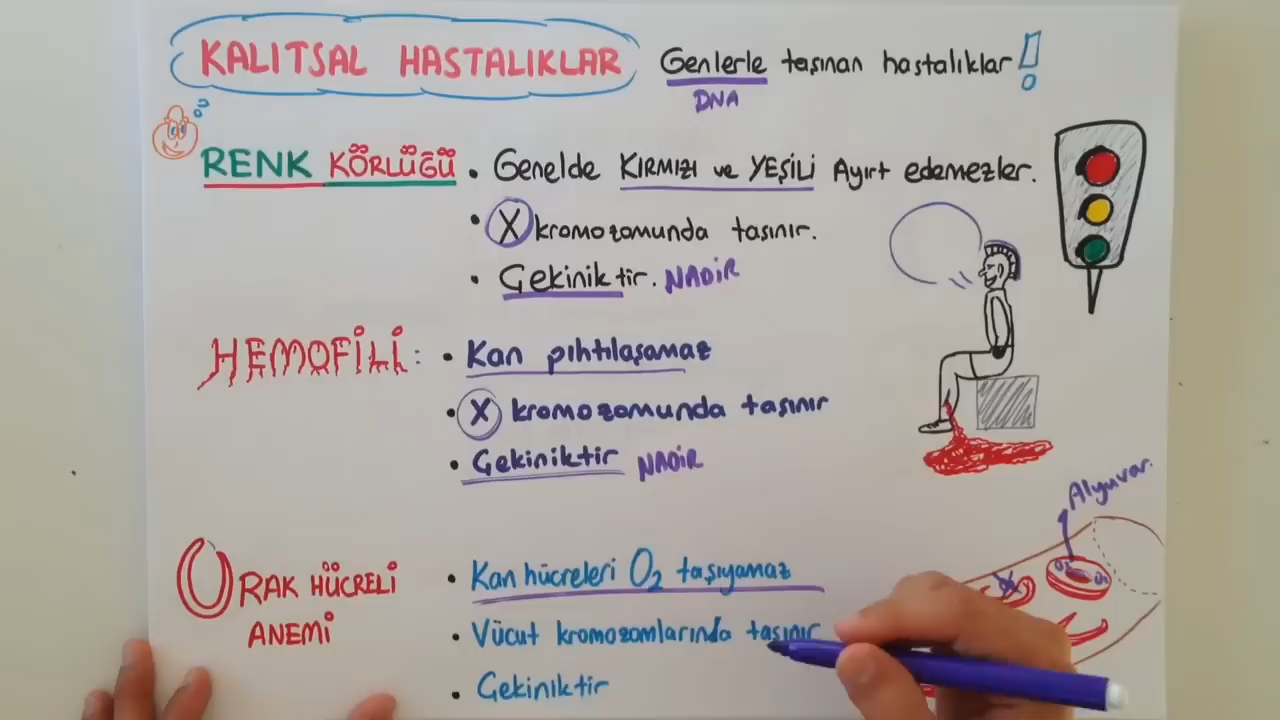 KALITSAL HASTALIKLAR Genlerle taşınan hastalıklar!
DNA
RENK KÖRLÜĞÜ • Genelde KIRMIZI ve YEŞİLİ Ayırt edemezler.
• X kromozomunda taşınır.
• Çekiniktir. NADİR
HEMOFİLİ: • Kan pıhtılaşamaz
• X kromozomunda taşınır
• Çekiniktir NADİR
Alyuvar.
O₂ O₂
ORAK HÜCRELİ
ANEMİ
• Kan hücreleri O₂ taşıyamaz
• Vücut kromozomlarında taşınır
• Çekiniktir